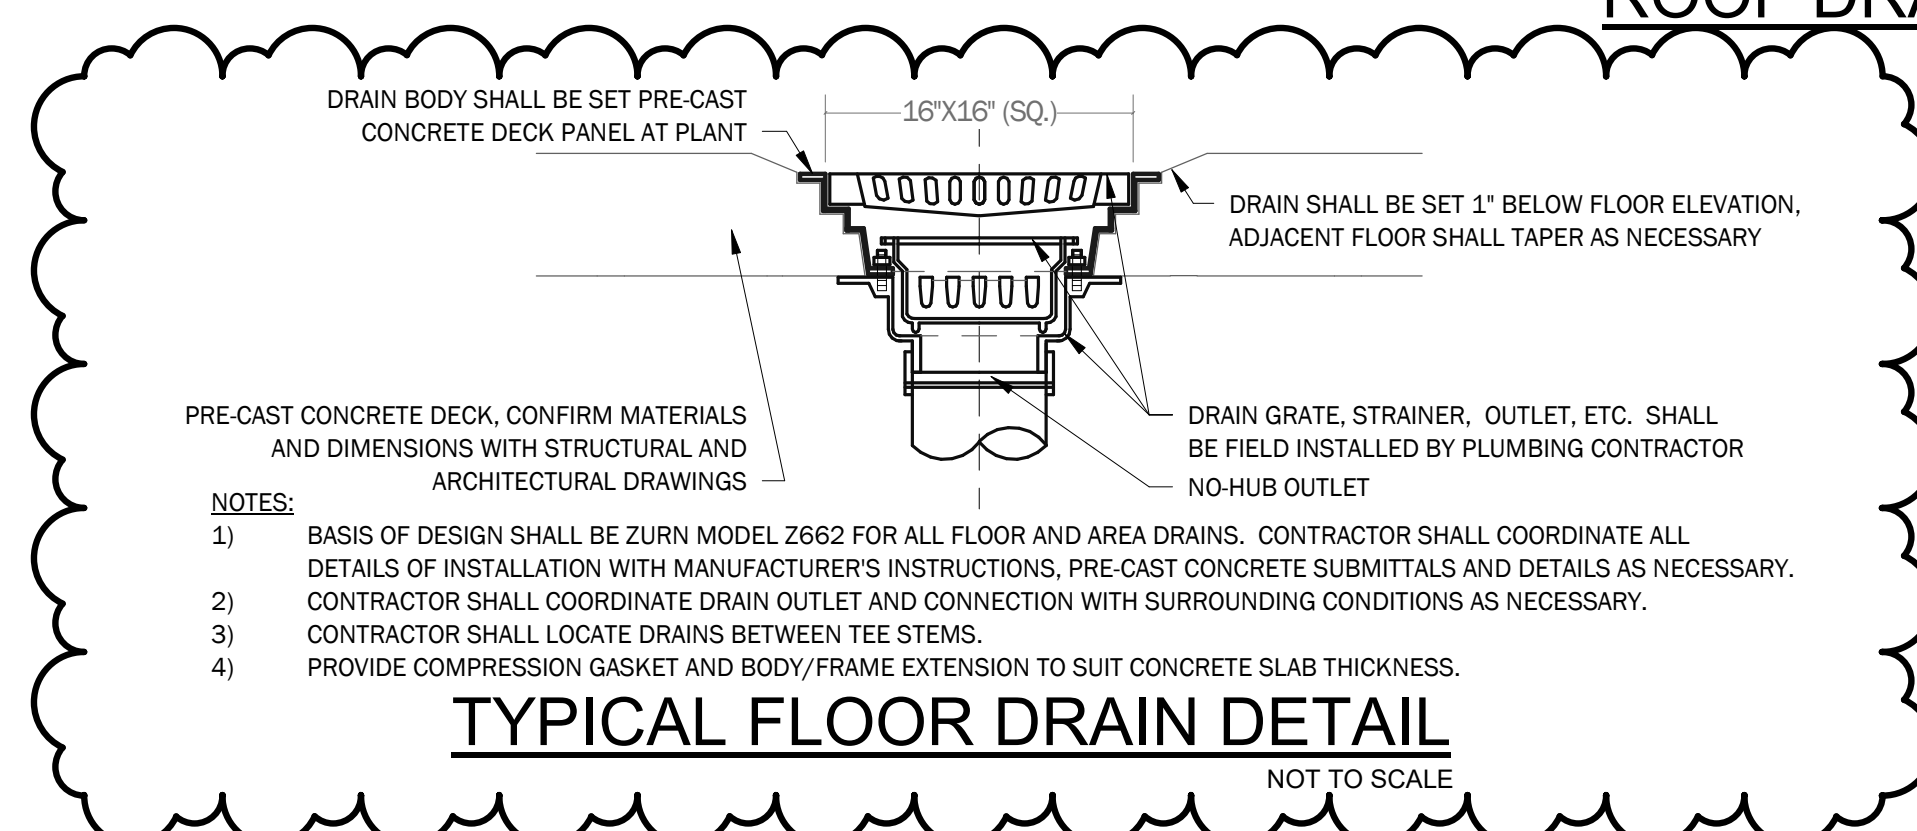 DRAIN BODY SHALL BE SET PRE-CAST
CONCRETE DECK PANEL AT PLANT
16"X16" (SQ.)
DRAIN SHALL BE SET 1" BELOW FLOOR ELEVATION,
ADJACENT FLOOR SHALL TAPER AS NECESSARY
PRE-CAST CONCRETE DECK, CONFIRM MATERIALS
AND DIMENSIONS WITH STRUCTURAL AND
ARCHITECTURAL DRAWINGS
DRAIN GRATE, STRAINER, OUTLET, ETC. SHALL
BE FIELD INSTALLED BY PLUMBING CONTRACTOR
NO-HUB OUTLET
NOTES:
1) BASIS OF DESIGN SHALL BE ZURN MODEL Z662 FOR ALL FLOOR AND AREA DRAINS. CONTRACTOR SHALL COORDINATE ALL
DETAILS OF INSTALLATION WITH MANUFACTURER'S INSTRUCTIONS, PRE-CAST CONCRETE SUBMITTALS AND DETAILS AS NECESSARY.
2) CONTRACTOR SHALL COORDINATE DRAIN OUTLET AND CONNECTION WITH SURROUNDING CONDITIONS AS NECESSARY.
3) CONTRACTOR SHALL LOCATE DRAINS BETWEEN TEE STEMS.
4) PROVIDE COMPRESSION GASKET AND BODY/FRAME EXTENSION TO SUIT CONCRETE SLAB THICKNESS.
TYPICAL FLOOR DRAIN DETAIL
NOT TO SCALE